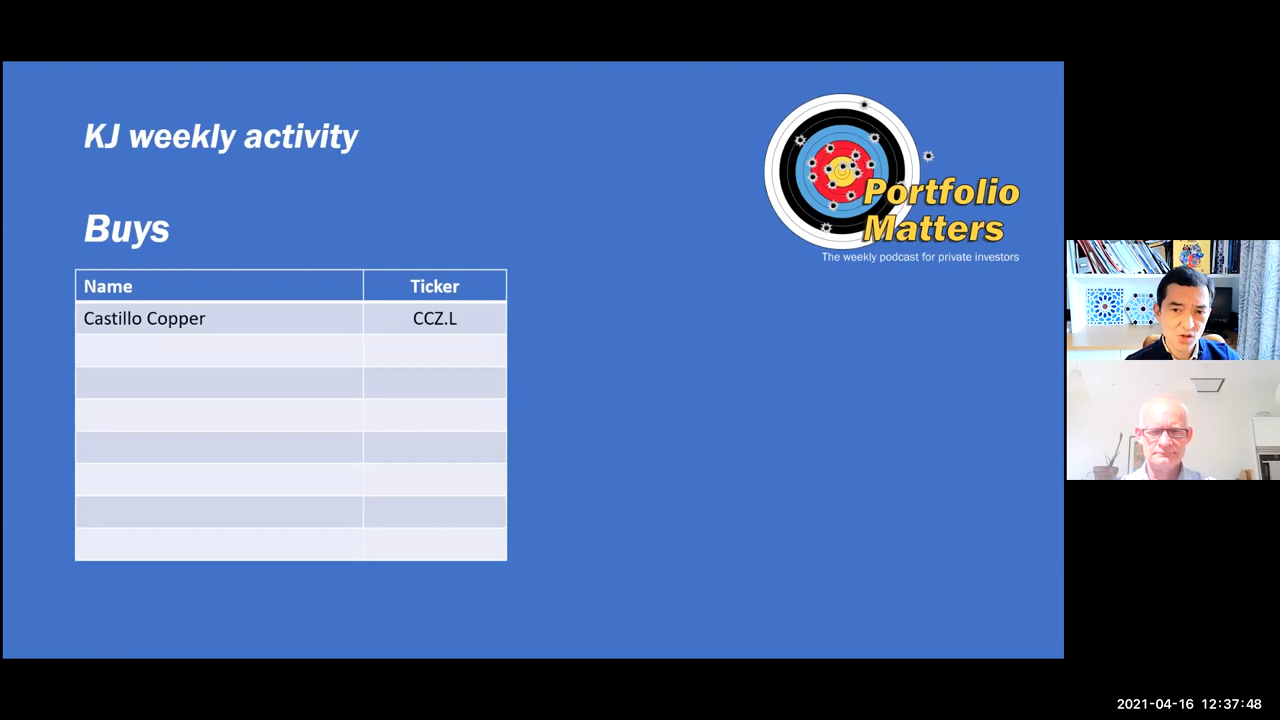 KJ weekly activity
Buys
Name Ticker
Castillo Copper CCZ.L
Portfolio
Matters
The weekly podcast for private investors
2021-04-16 12:37:48